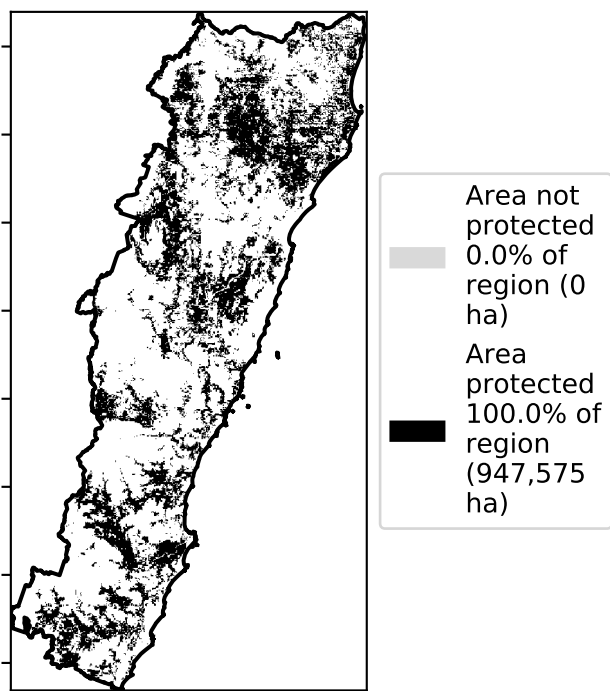 Area not
protected
0.0% of
region (0
ha)
Area
protected
100.0% of
region
(947,575
ha)